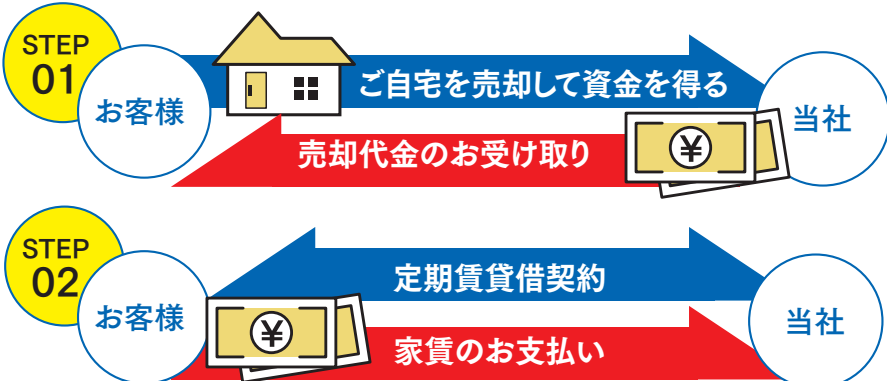 STEP
01
お客様
ご自宅を売却して資金を得る
当社
売却代金のお受け取り
¥
STEP
02
お客様
定期賃貸借契約
当社
¥
家賃のお支払い